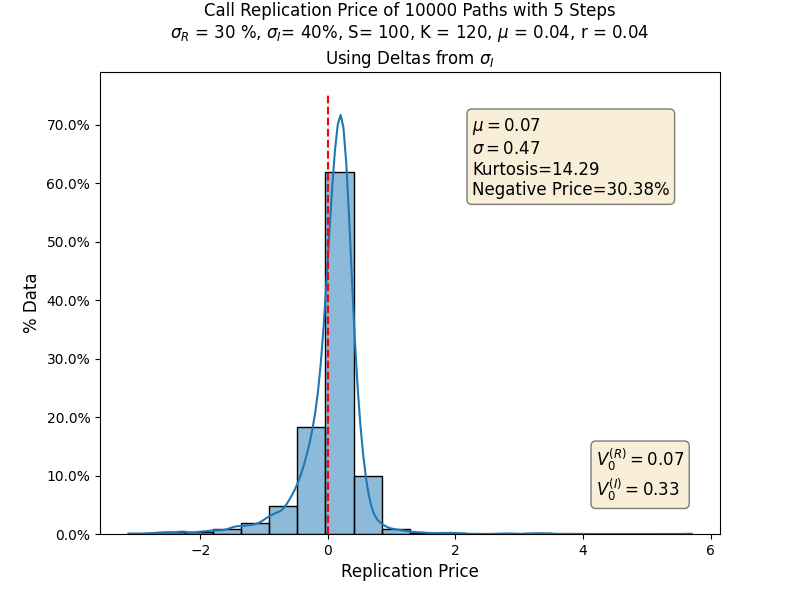 Call Replication Price of 10000 Paths with 5 Steps
σ_R = 30 %, σ_I= 40%, S= 100, K = 120, μ = 0.04, r = 0.04
Using Deltas from σ_I
μ = 0.07
σ = 0.47
Kurtosis=14.29
Negative Price=30.38%
70.0%
60.0%
50.0%
40.0%
30.0%
20.0%
10.0%
0.0%
% Data
V_0^(R) = 0.07
V_0^(I) = 0.33
−2 0 2 4 6
Replication Price